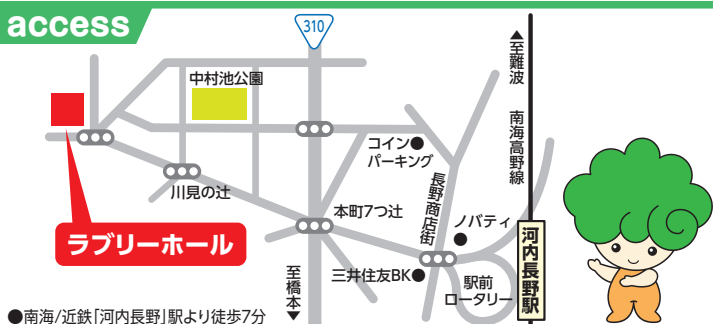 access
310
▲至難波
南海高野線
中村池公園
コイン●
パーキング
長野商店街
川見の辻
本町7つ辻
ノバティ
●
ラブリーホール
河内長野駅
三井住友BK●
駅前
ロータリー
至橋本▼
●南海/近鉄「河内長野」駅より徒歩7分